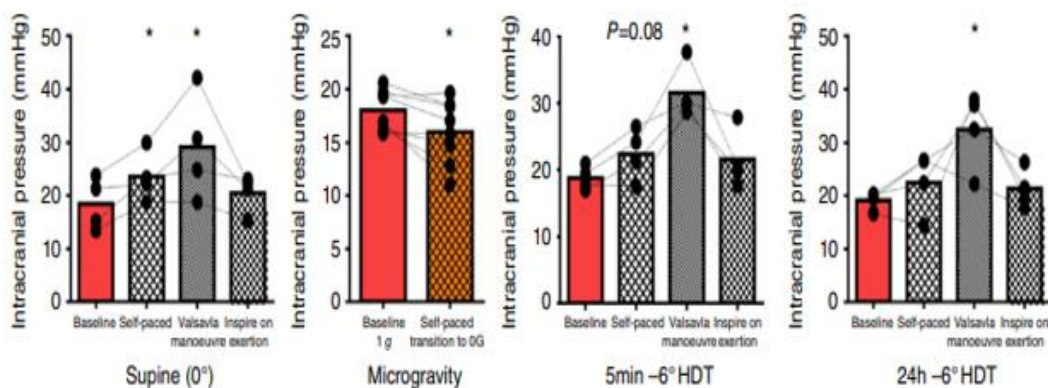 Intracranial pressure (mmHg)
50
40
30
20
10
0
* *
Baseline Self-paced Valsavla Inspire on
manoeuvre exertion
Supine (0°)
Intracranial pressure (mmHg)
25
20
15
10
5
0
*
Baseline Self-paced
1 g transition to 0G
Microgravity
Intracranial pressure (mmHg)
40
30
20
10
0
P=0.08 *
Baseline Self-paced Valsavla Inspire on
manoeuvre exertion
5min –6° HDT
Intracranial pressure (mmHg)
50
40
30
20
10
0
*
Baseline Self-paced Valsavla Inspire on
manoeuvre exertion
24h –6° HDT